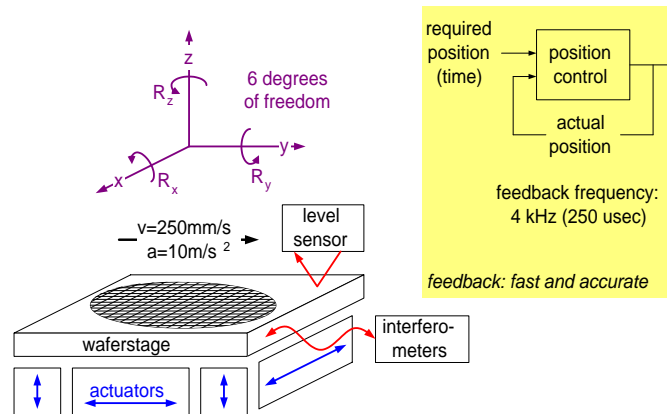 z
R z
6 degrees
of freedom
x
R x
y
R y
v=250mm/s
a=10m/s 2
level
sensor
waferstage
interfero-
meters
actuators
required
position
(time)
position
control
actual
position
feedback frequency:
4 kHz (250 usec)
feedback: fast and accurate